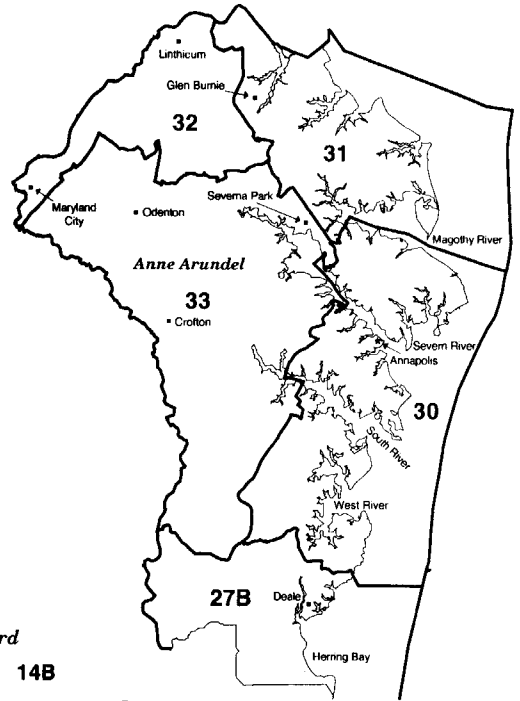 Linthicum
Glen Burnie
32
31
Maryland
City
Severna Park
Odenton
Magothy River
Anne Arundel
33
Crofton
Severn River
Annapolis
30
South River
West River
27B
Deale
rd
Herring Bay
14B